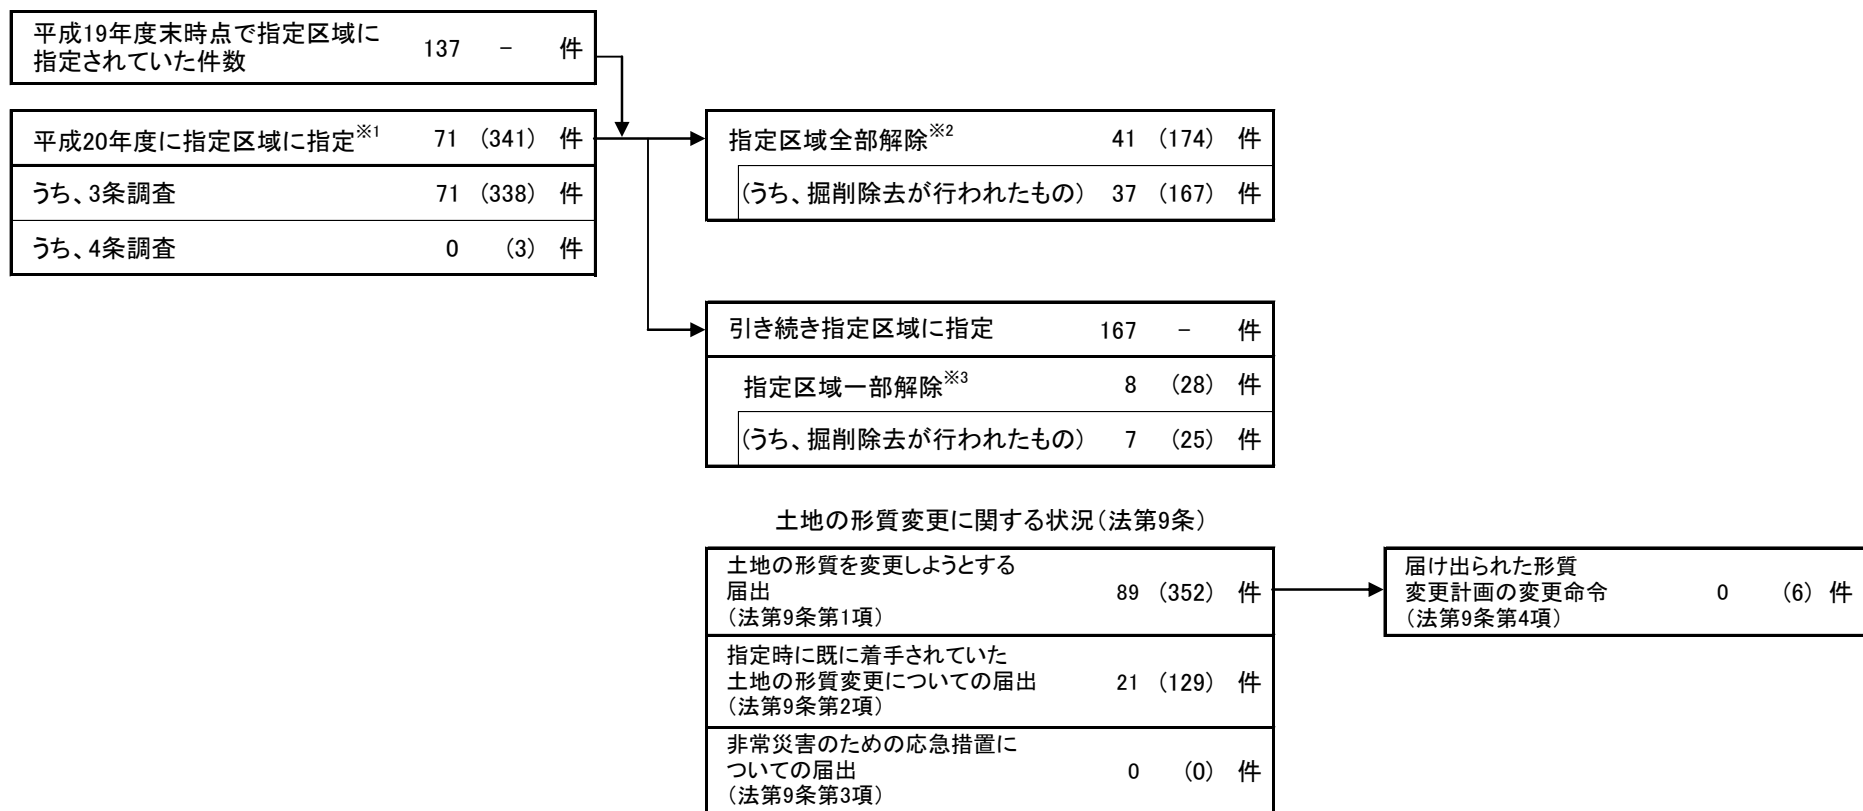 平成19年度末時点で指定区域に
指定されていた件数 137 － 件
平成20年度に指定区域に指定※1 71 (341) 件
うち、3条調査 71 (338) 件
うち、4条調査 0 (3) 件
指定区域全部解除※2 41 (174) 件
(うち、掘削除去が行われたもの) 37 (167) 件
引き続き指定区域に指定 167 － 件
指定区域一部解除※3 8 (28) 件
(うち、掘削除去が行われたもの) 7 (25) 件
土地の形質変更に関する状況(法第9条)
土地の形質を変更しようとする
届出 89 (352) 件
(法第9条第1項)
届け出られた形質
変更計画の変更命令 0 (6) 件
(法第9条第4項)
指定時に既に着手されていた
土地の形質変更についての届出 21 (129) 件
(法第9条第2項)
非常災害のための応急措置に
ついての届出 0 (0) 件
(法第9条第3項)